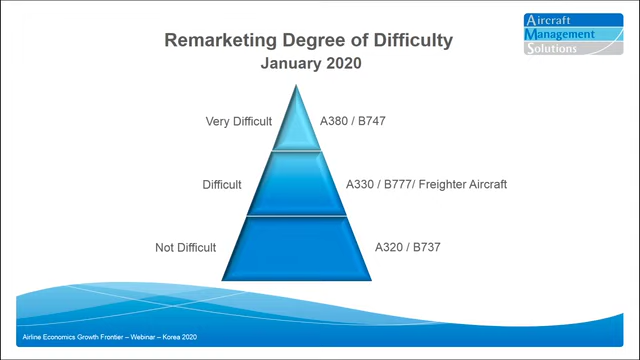 Remarketing Degree of Difficulty
January 2020
Aircraft
Management
Solutions
Very Difficult
A380 / B747
Difficult
A330 / B777/ Freighter Aircraft
Not Difficult
A320 / B737
Airline Economics Growth Frontier – Webinar – Korea 2020